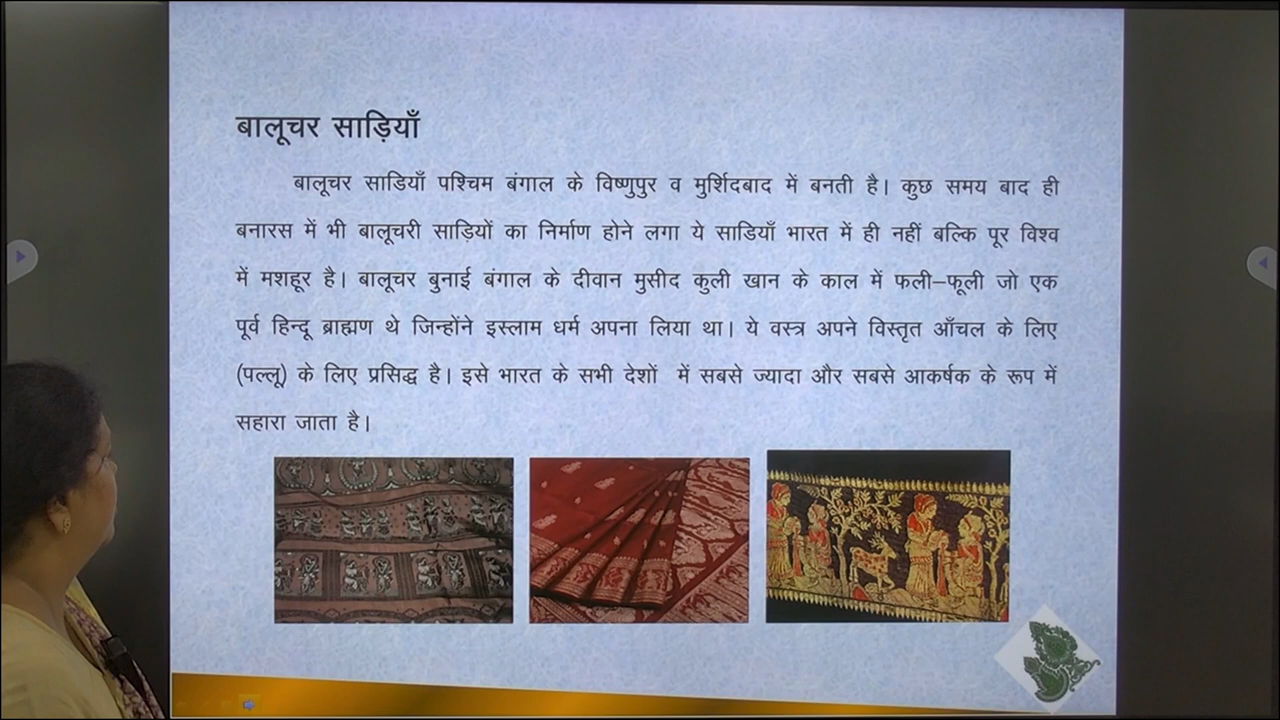 बालूचर साड़ियाँ
बालूचर साडियाँ पश्चिम बंगाल के विष्णुपुर व मुर्शिदबाद में बनती है। कुछ समय बाद ही
बनारस में भी बालूचरी साड़ियों का निर्माण होने लगा ये साडियाँ भारत में ही नहीं बल्कि पूर विश्व
में मशहूर है। बालूचर बुनाई बंगाल के दीवान मुसीद कुली खान के काल में फली–फूली जो एक
पूर्व हिन्दू ब्राह्मण थे जिन्होंने इस्लाम धर्म अपना लिया था। ये वस्त्र अपने विस्तृत आँचल के लिए
(पल्लू) के लिए प्रसिद्ध है। इसे भारत के सभी देशों में सबसे ज्यादा और सबसे आकर्षक के रूप में
सहारा जाता है।